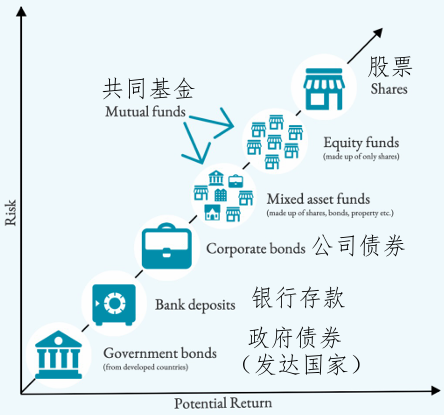 股票
Shares
共同基金
Mutual funds
Equity funds
(made up of only shares)
Mixed asset funds
(made up of shares, bonds, property etc.)
Corporate bonds 公司债券
Bank deposits 银行存款
政府债券
Government bonds （发达国家）
(from developed countries)
Risk
Potential Return